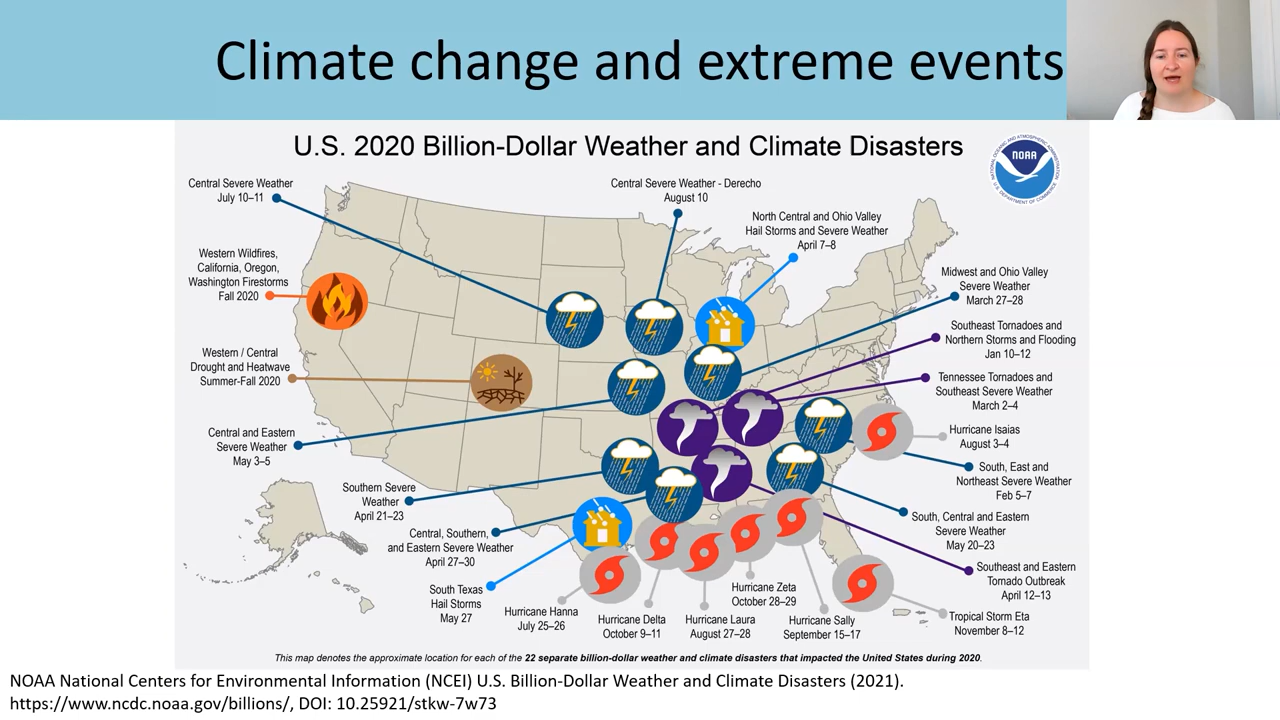 Climate change and extreme events
U.S. 2020 Billion-Dollar Weather and Climate Disasters
NOAA
NATIONAL OCEANIC AND ATMOSPHERIC ADMINISTRATION
U.S. DEPARTMENT OF COMMERCE
Central Severe Weather
July 10–11
Central Severe Weather - Derecho
August 10
North Central and Ohio Valley
Hail Storms and Severe Weather
April 7–8
Western Wildfires,
California, Oregon,
Washington Firestorms
Fall 2020
Midwest and Ohio Valley
Severe Weather
March 27–28
Southeast Tornadoes and
Northern Storms and Flooding
Jan 10–12
Western / Central
Drought and Heatwave
Summer-Fall 2020
Tennessee Tornadoes and
Southeast Severe Weather
March 2–4
Central and Eastern
Severe Weather
May 3–5
Hurricane Isaias
August 3–4
South, East and
Northeast Severe Weather
Feb 5–7
Southern Severe
Weather
April 21–23
South, Central and Eastern
Severe Weather
May 20–23
Central, Southern,
and Eastern Severe Weather
April 27–30
Southeast and Eastern
Tornado Outbreak
April 12–13
South Texas
Hail Storms
May 27
Hurricane Hanna
July 25–26
Hurricane Delta
October 9–11
Hurricane Laura
August 27–28
Hurricane Zeta
October 28–29
Hurricane Sally
September 15–17
Tropical Storm Eta
November 8–12
This map denotes the approximate location for each of the 22 separate billion-dollar weather and climate disasters that impacted the United States during 2020.
NOAA National Centers for Environmental Information (NCEI) U.S. Billion-Dollar Weather and Climate Disasters (2021).
https://www.ncdc.noaa.gov/billions/, DOI: 10.25921/stkw-7w73